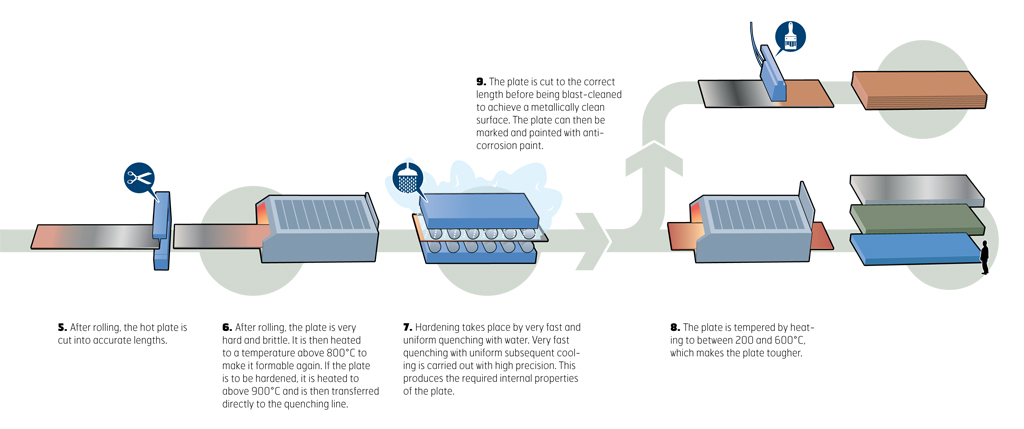 9. The plate is cut to the correct
length before being blast-cleaned
to achieve a metallically clean
surface. The plate can then be
marked and painted with anti-
corrosion paint.
5. After rolling, the hot plate is
cut into accurate lengths.
6. After rolling, the plate is very
hard and brittle. It is then heated
to a temperature above 800°C to
make it formable again. If the plate
is to be hardened, it is heated to
above 900°C and is then transferred
directly to the quenching line.
7. Hardening takes place by very fast and
uniform quenching with water. Very fast
quenching with uniform subsequent cool-
ing is carried out with high precision. This
produces the required internal properties
of the plate.
8. The plate is tempered by heat-
ing to between 200 and 600°C,
which makes the plate tougher.